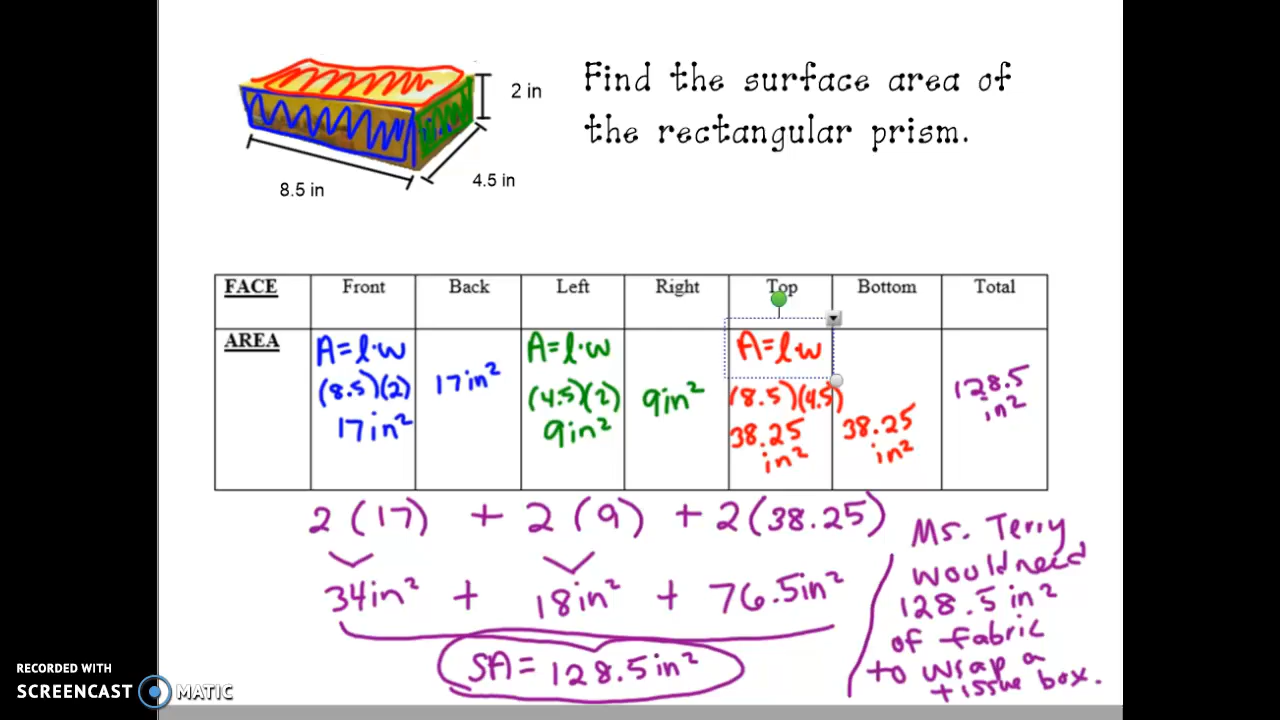 Find the surface area of
the rectangular prism.
2 in
4.5 in
8.5 in
FACE Front Back Left Right Top Bottom Total
AREA
A=l·w A=l·w A=l·w
(8.5)(2) 17in² (4.5)(2) 9in² (8.5)(4.5) 128.5
17in² 9in² 38.25 38.25 in²
in² in²
2(17) + 2(9) + 2(38.25)
34in² + 18in² + 76.5in²
SA=128.5in²
Ms. Terry
would need
128.5in²
of fabric
to wrap a
tissue box.
RECORDED WITH
SCREENCAST MATIC